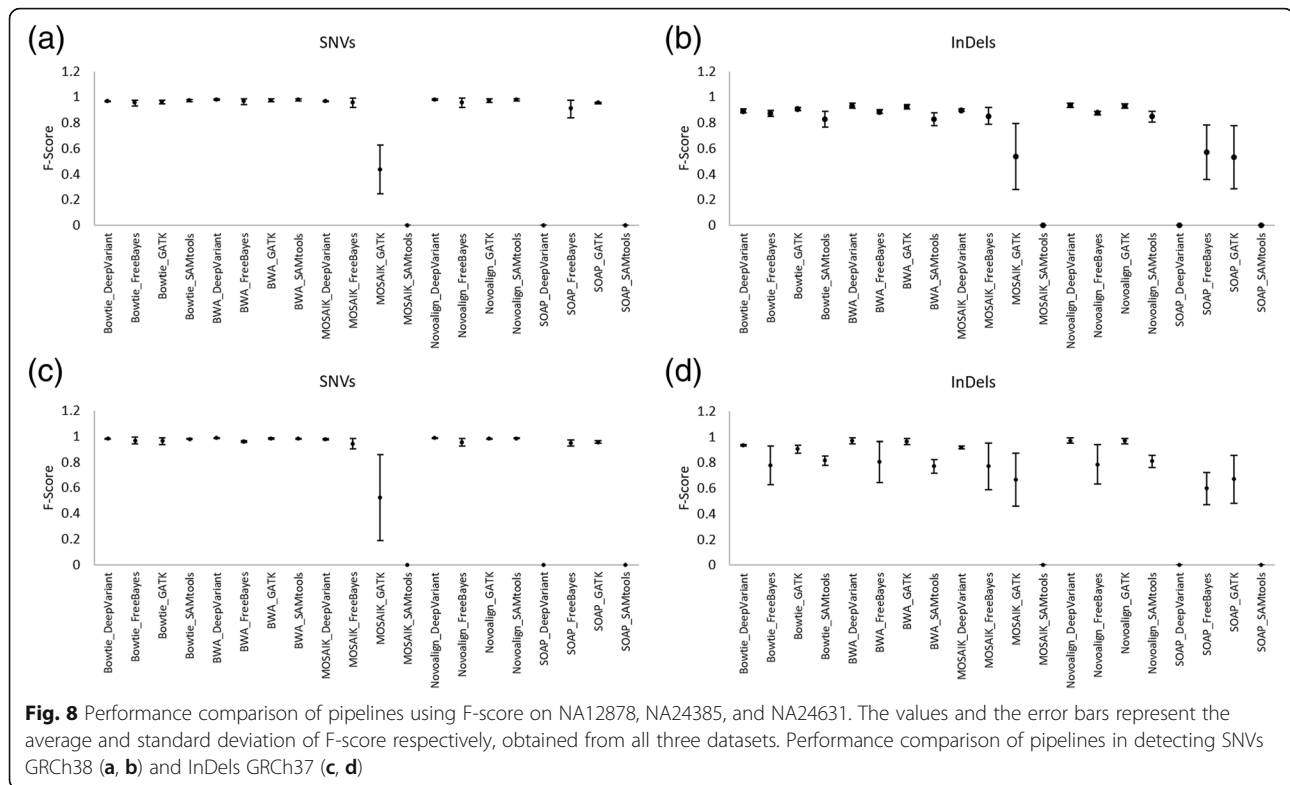 (a)
SNVs
F-Score
1.2
1
0.8
0.6
0.4
0.2
0
Bowtie_DeepVariant
Bowtie_FreeBayes
Bowtie_GATK
Bowtie_SAMtools
BWA_DeepVariant
BWA_FreeBayes
BWA_GATK
BWA_SAMtools
MOSAIK_DeepVariant
MOSAIK_FreeBayes
MOSAIK_GATK
MOSAIK_SAMtools
Novoalign_DeepVariant
Novoalign_FreeBayes
Novoalign_GATK
Novoalign_SAMtools
SOAP_DeepVariant
SOAP_FreeBayes
SOAP_GATK
SOAP_SAMtools
(b)
InDels
F-Score
1.2
1
0.8
0.6
0.4
0.2
0
Bowtie_DeepVariant
Bowtie_FreeBayes
Bowtie_GATK
Bowtie_SAMtools
BWA_DeepVariant
BWA_FreeBayes
BWA_GATK
BWA_SAMtools
MOSAIK_DeepVariant
MOSAIK_FreeBayes
MOSAIK_GATK
MOSAIK_SAMtools
Novoalign_DeepVariant
Novoalign_FreeBayes
Novoalign_GATK
Novoalign_SAMtools
SOAP_DeepVariant
SOAP_FreeBayes
SOAP_GATK
SOAP_SAMtools
(c)
SNVs
F-Score
1.2
1
0.8
0.6
0.4
0.2
0
Bowtie_DeepVariant
Bowtie_FreeBayes
Bowtie_GATK
Bowtie_SAMtools
BWA_DeepVariant
BWA_FreeBayes
BWA_GATK
BWA_SAMtools
MOSAIK_DeepVariant
MOSAIK_FreeBayes
MOSAIK_GATK
MOSAIK_SAMtools
Novoalign_DeepVariant
Novoalign_FreeBayes
Novoalign_GATK
Novoalign_SAMtools
SOAP_DeepVariant
SOAP_FreeBayes
SOAP_GATK
SOAP_SAMtools
(d)
InDels
F-Score
1.2
1
0.8
0.6
0.4
0.2
0
Bowtie_DeepVariant
Bowtie_FreeBayes
Bowtie_GATK
Bowtie_SAMtools
BWA_DeepVariant
BWA_FreeBayes
BWA_GATK
BWA_SAMtools
MOSAIK_DeepVariant
MOSAIK_FreeBayes
MOSAIK_GATK
MOSAIK_SAMtools
Novoalign_DeepVariant
Novoalign_FreeBayes
Novoalign_GATK
Novoalign_SAMtools
SOAP_DeepVariant
SOAP_FreeBayes
SOAP_GATK
SOAP_SAMtools
Fig. 8 Performance comparison of pipelines using F-score on NA12878, NA24385, and NA24631. The values and the error bars represent the
average and standard deviation of F-score respectively, obtained from all three datasets. Performance comparison of pipelines in detecting SNVs
GRCh38 (a, b) and InDels GRCh37 (c, d)